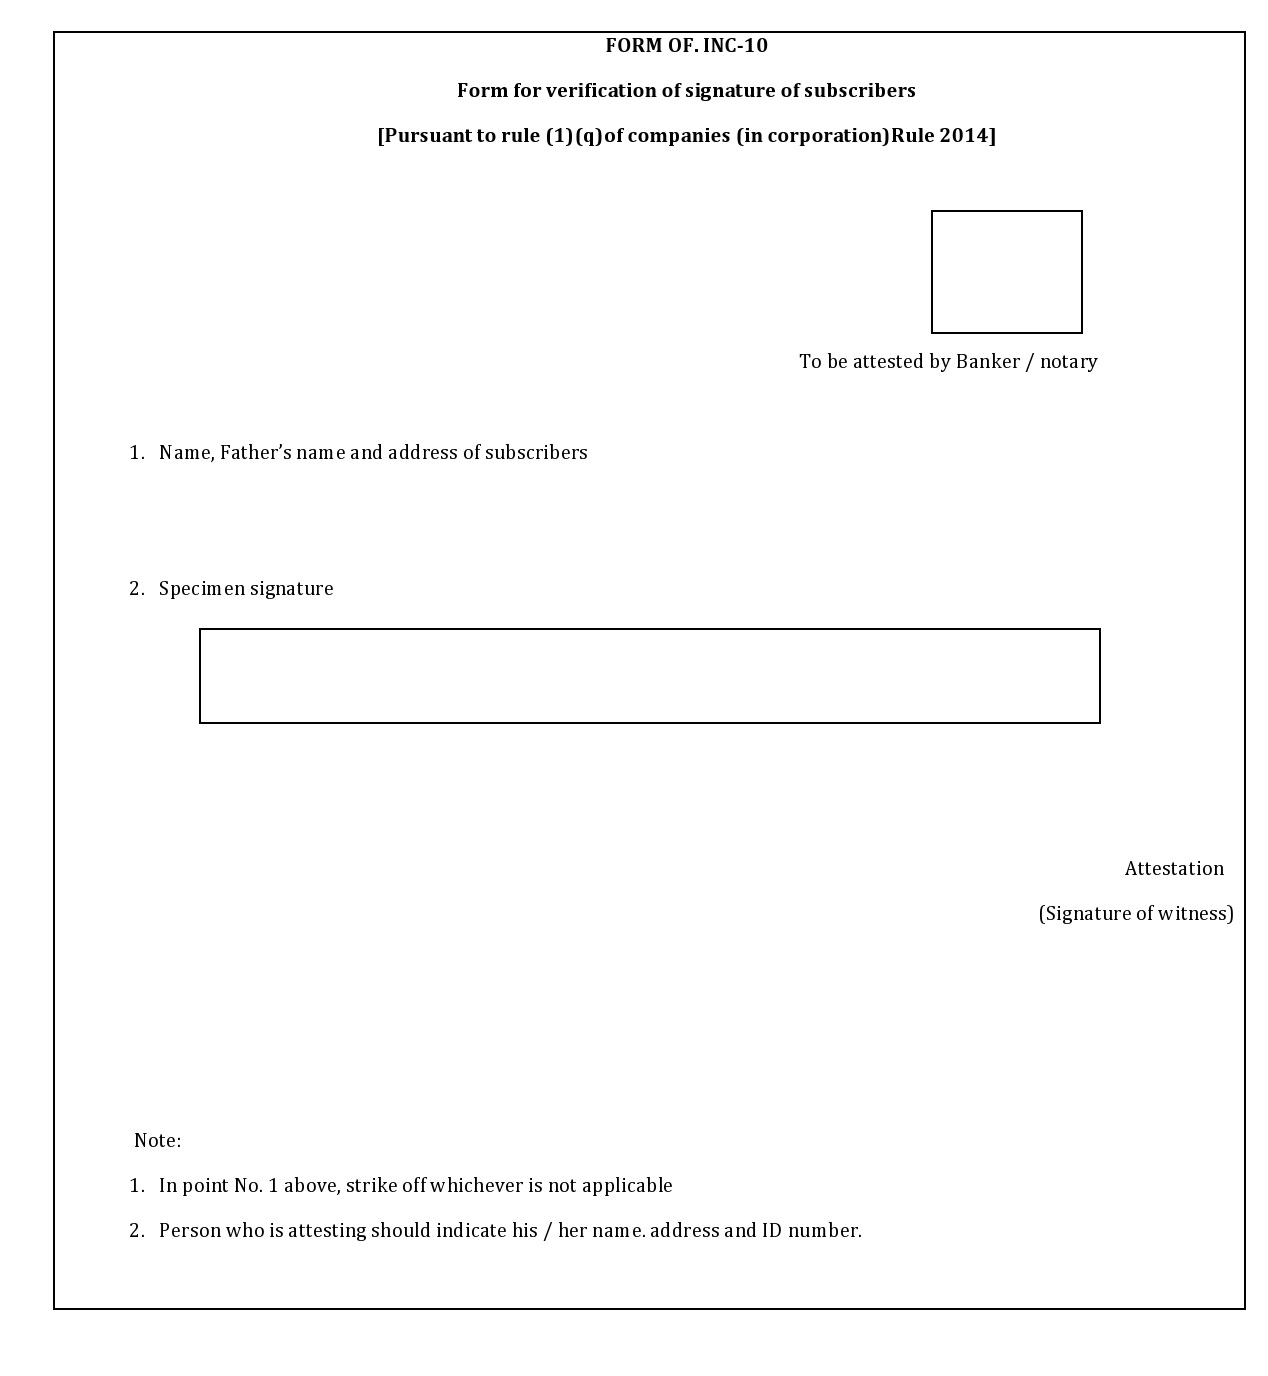 FORM OF. INC-10
Form for verification of signature of subscribers
[Pursuant to rule (1)(q)of companies (in corporation)Rule 2014]
To be attested by Banker / notary
1. Name, Father’s name and address of subscribers
2. Specimen signature
Attestation
(Signature of witness)
Note:
1. In point No. 1 above, strike off whichever is not applicable
2. Person who is attesting should indicate his / her name. address and ID number.